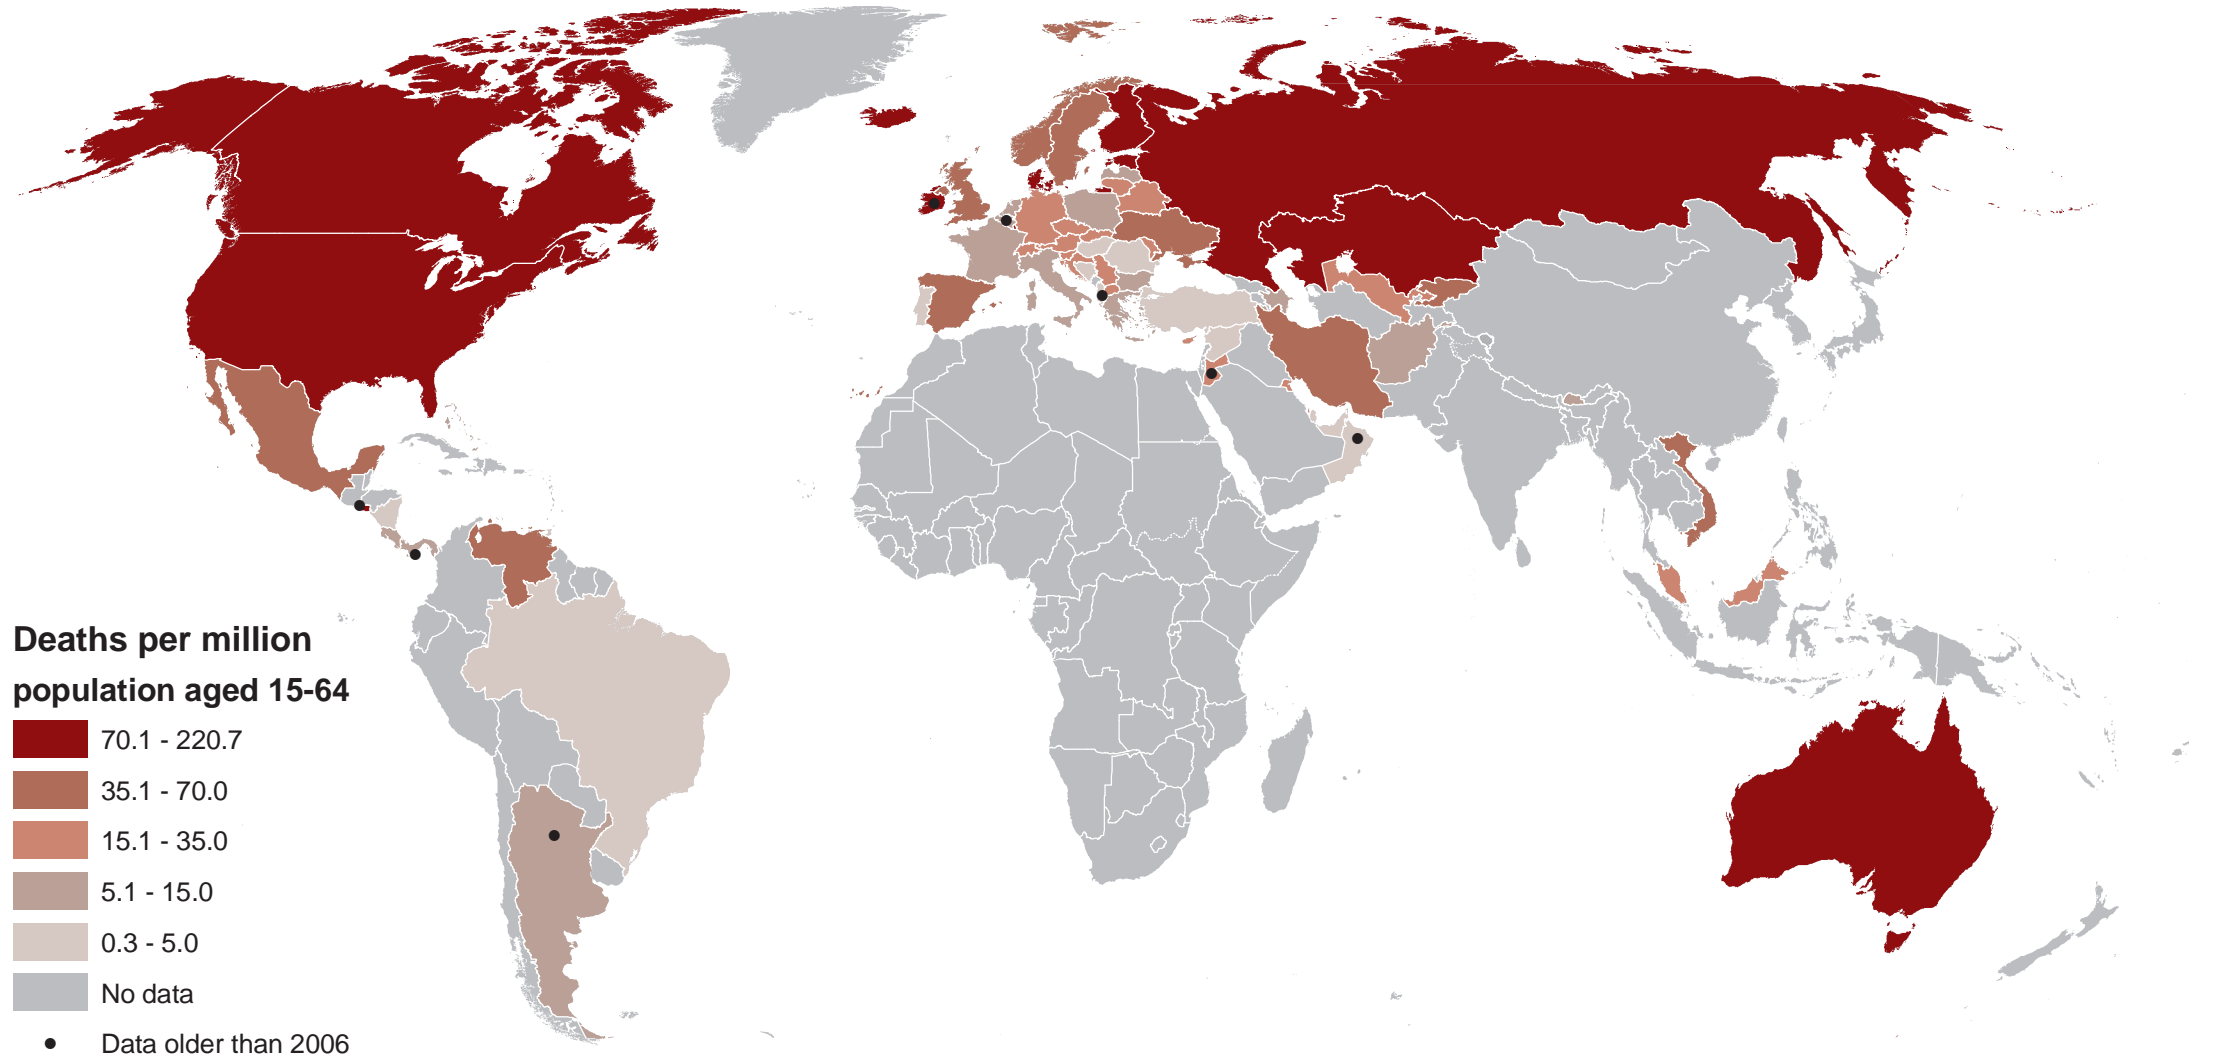 Deaths per million
population aged 15-64
70.1 - 220.7
35.1 - 70.0
15.1 - 35.0
5.1 - 15.0
0.3 - 5.0
No data
Data older than 2006